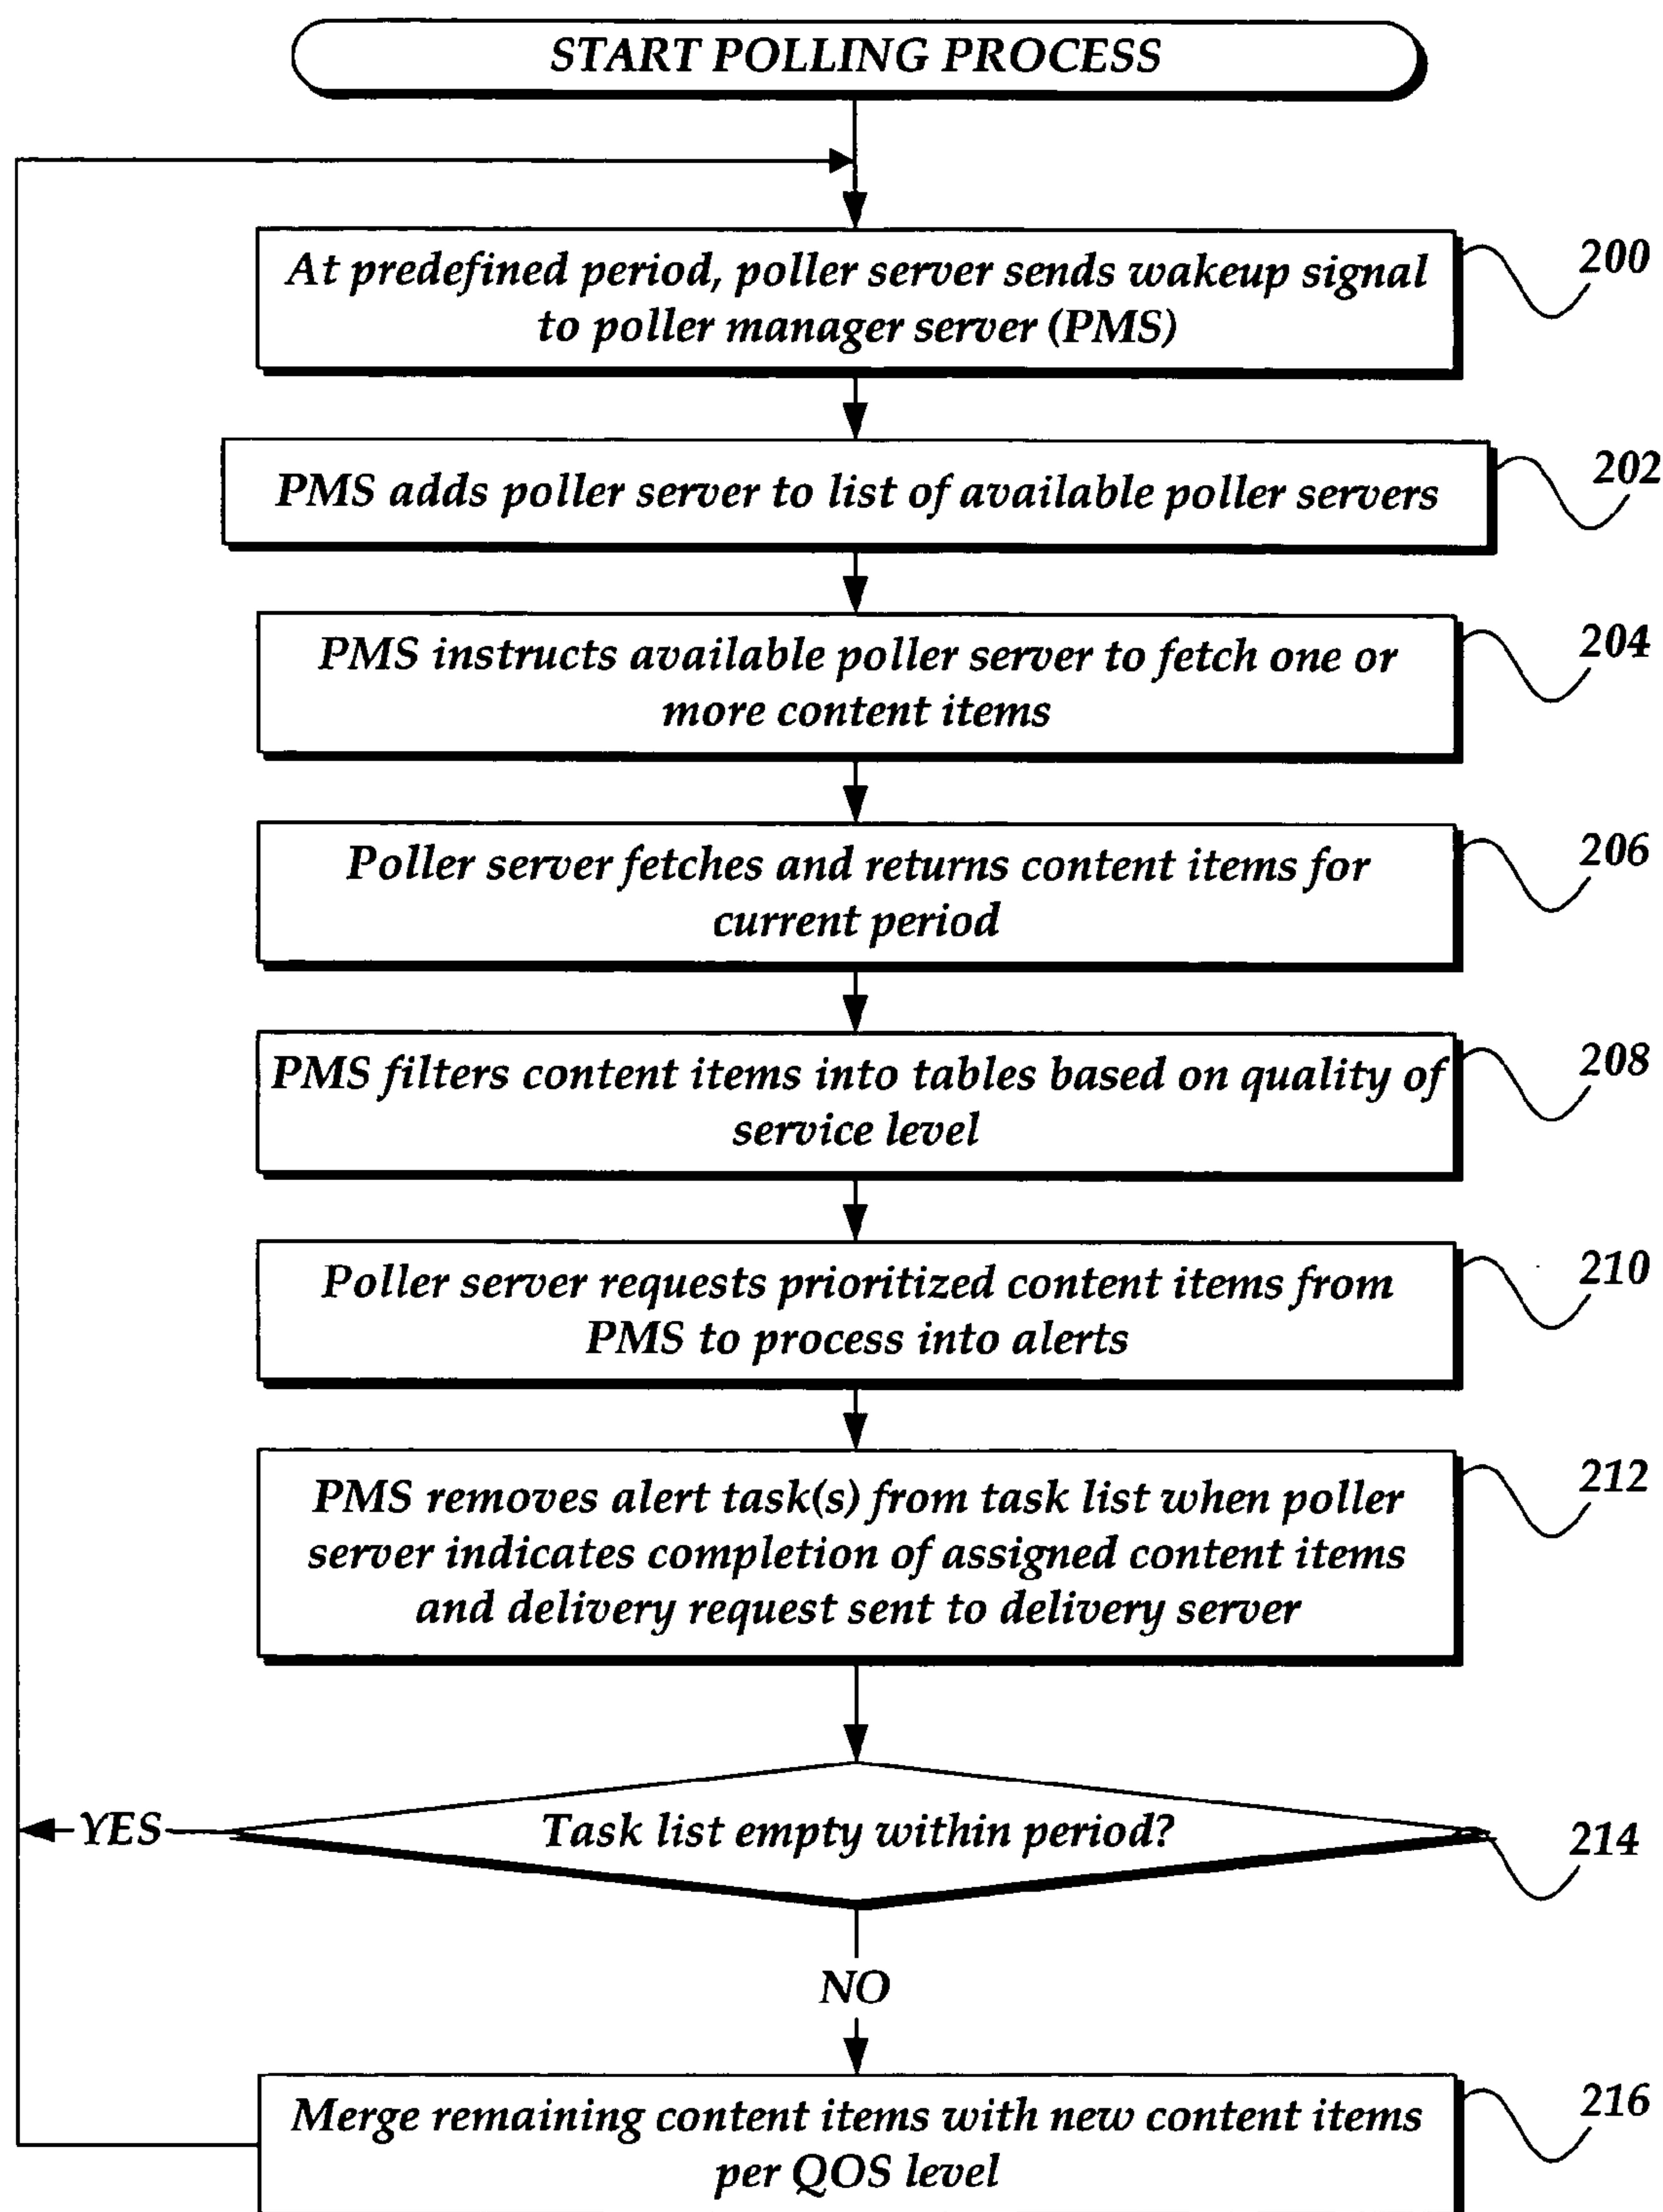 START POLLING PROCESS
At predefined period, poller server sends wakeup signal
to poller manager server (PMS)
200
PMS adds poller server to list of available poller servers
202
PMS instructs available poller server to fetch one or
more content items
204
Poller server fetches and returns content items for
current period
206
PMS filters content items into tables based on quality of
service level
208
Poller server requests prioritized content items from
PMS to process into alerts
210
PMS removes alert task(s) from task list when poller
server indicates completion of assigned content items
and delivery request sent to delivery server
212
YES
Task list empty within period?
214
NO
Merge remaining content items with new content items
per QOS level
216